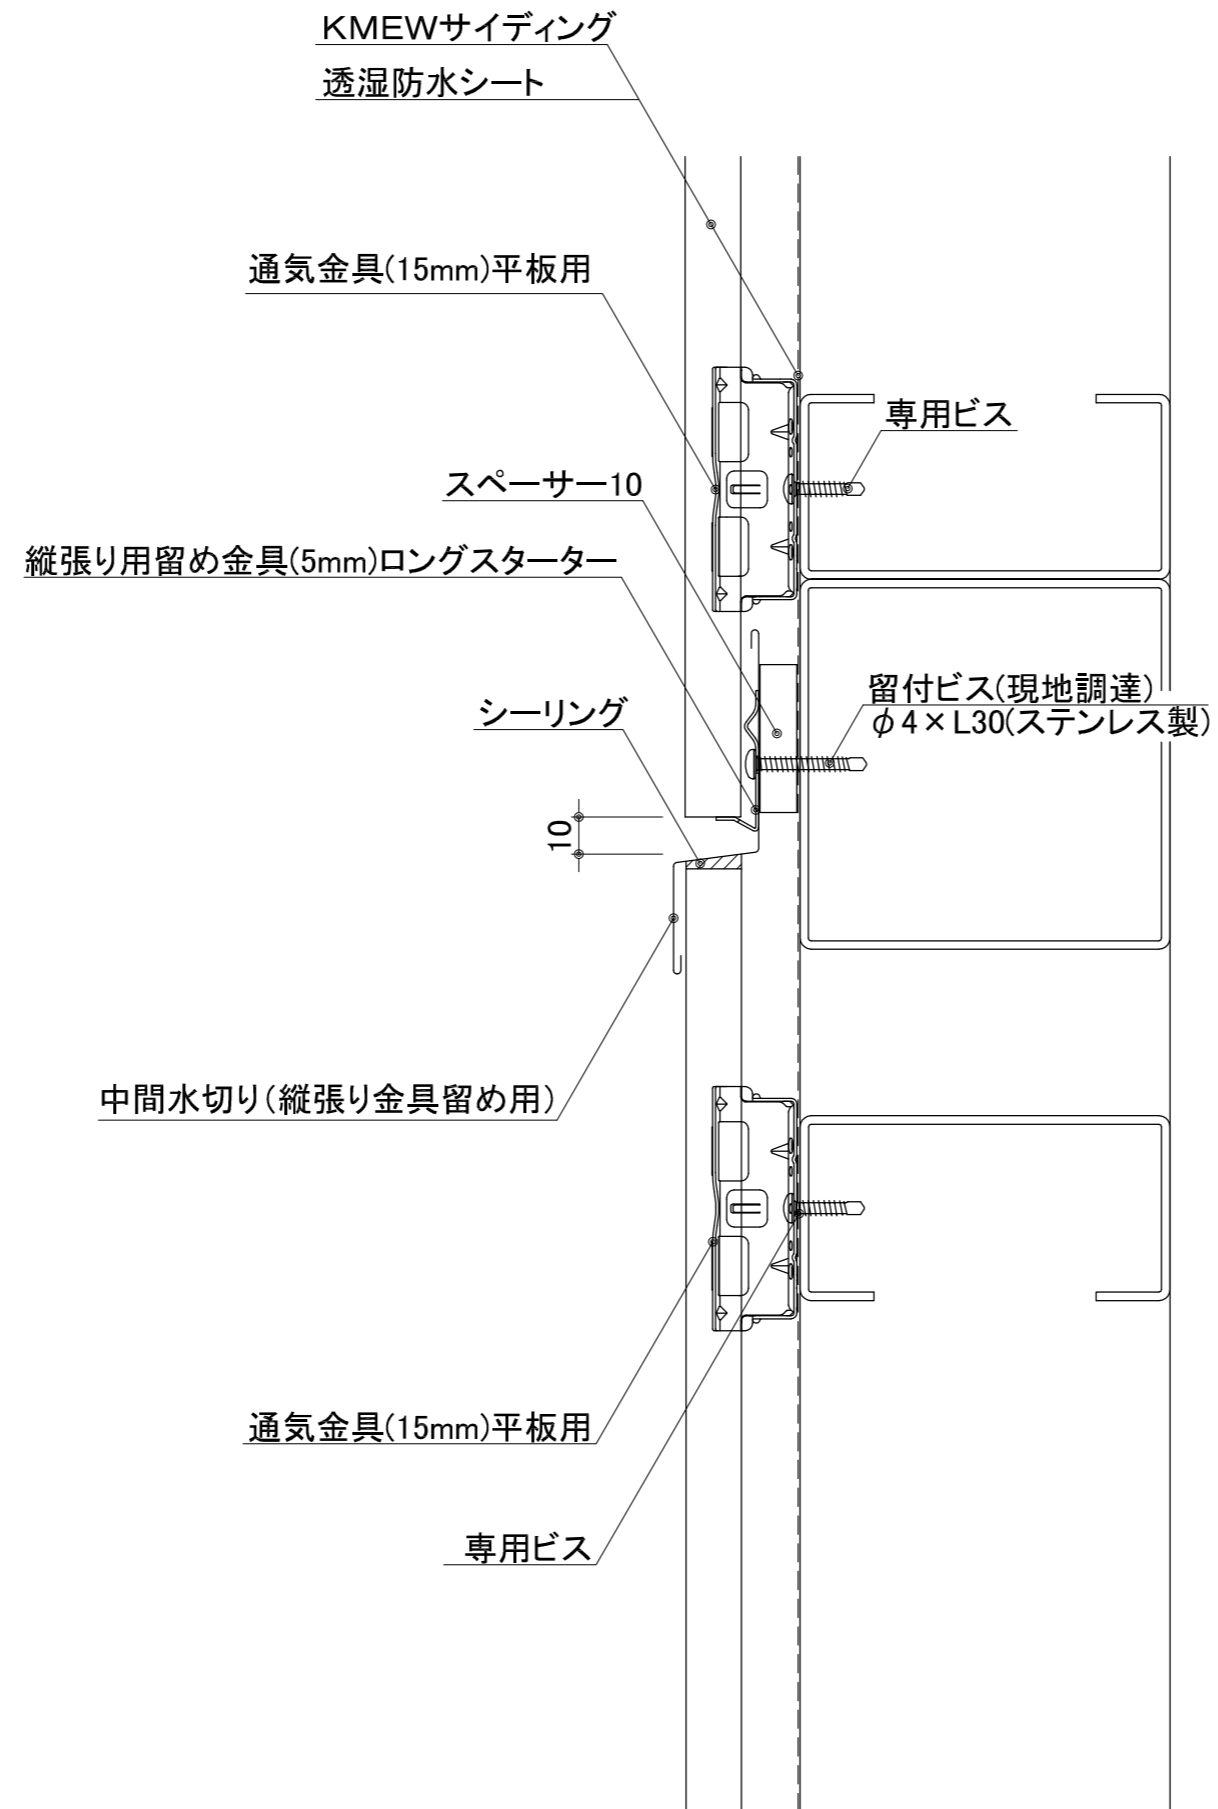 KMEWサイディング
透湿防水シート
通気金具(15mm)平板用
専用ビス
スペーサー10
縦張り用留め金具(5mm)ロングスターター
留付ビス(現地調達)
φ4×L30(ステンレス製)
シーリング
10
中間水切り(縦張り金具留め用)
通気金具(15mm)平板用
専用ビス